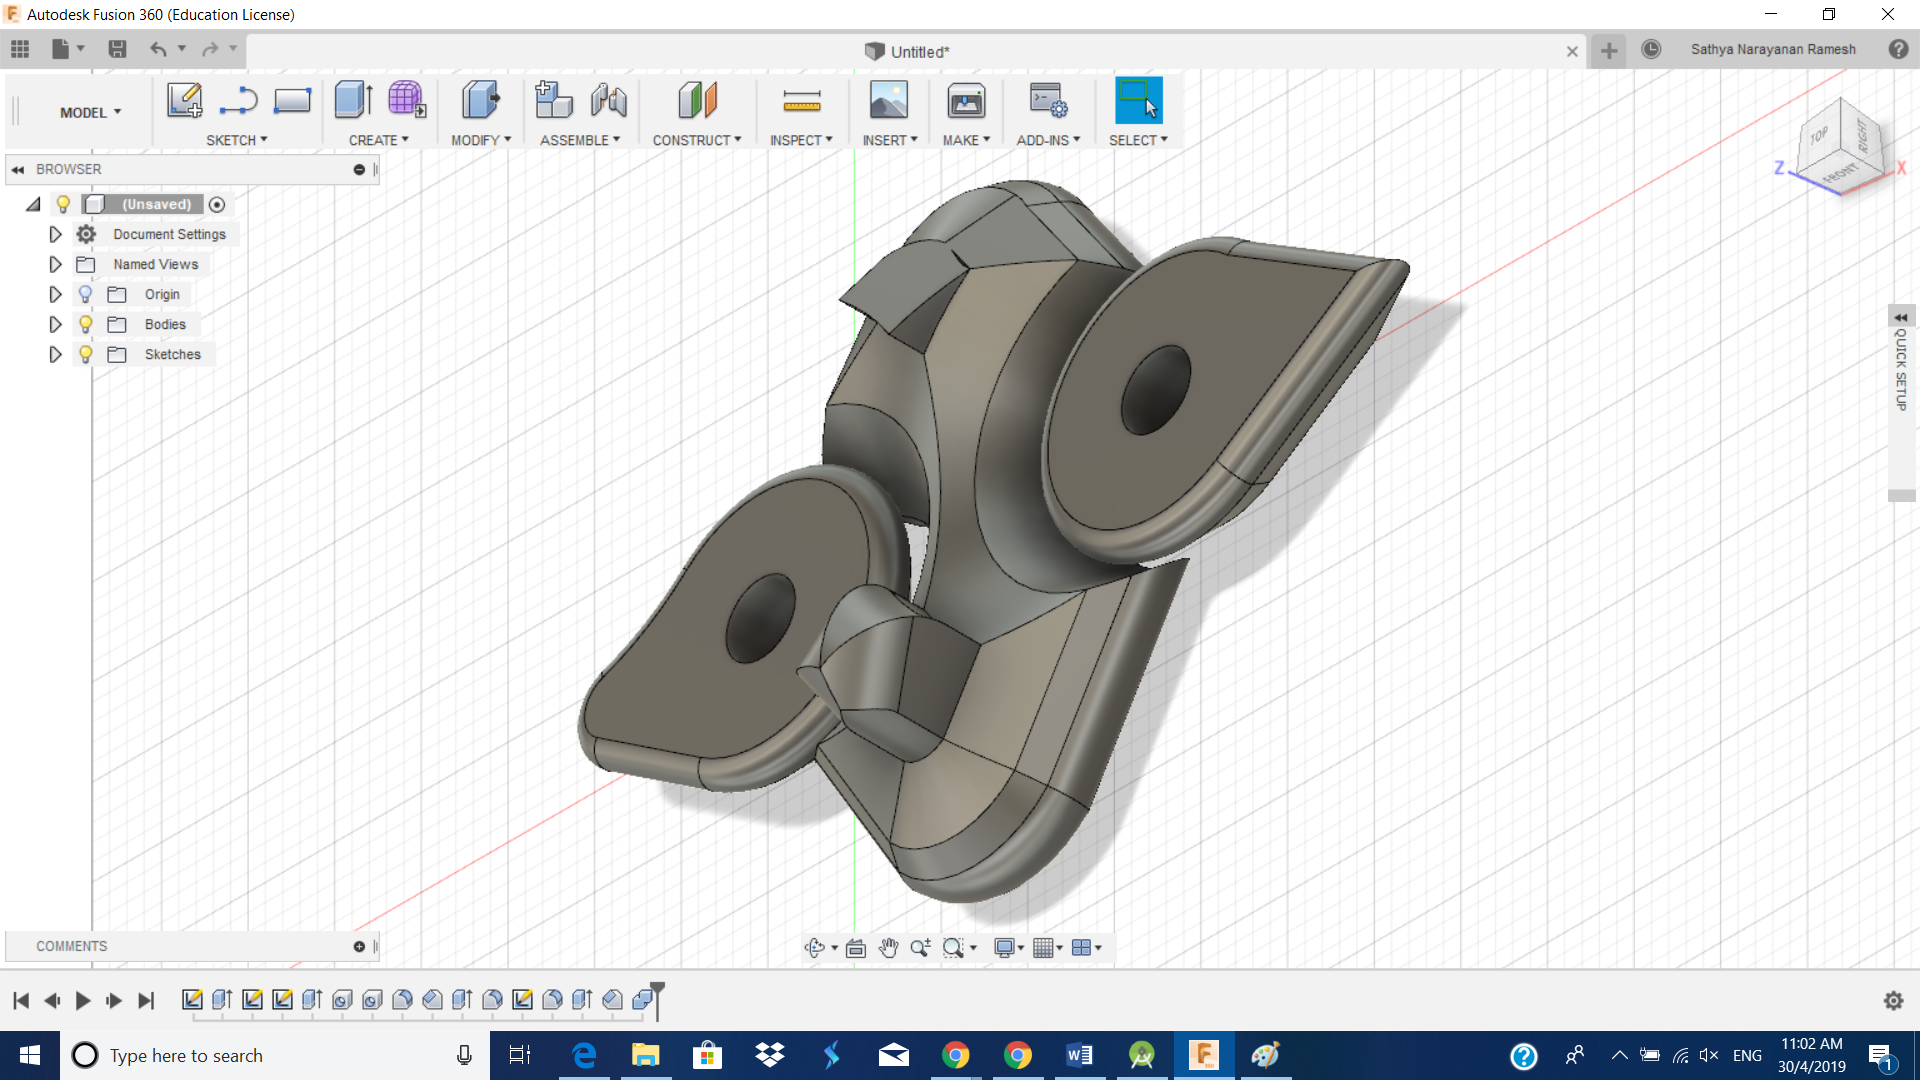 Autodesk Fusion 360 (Education License)
Untitled*
Sathya Narayanan Ramesh
MODEL
SKETCH
CREATE
MODIFY
ASSEMBLE
CONSTRUCT
INSPECT
INSERT
MAKE
ADD-INS
SELECT
BROWSER
(Unsaved)
Document Settings
Named Views
Origin
Bodies
Sketches
TOP
RIGHT
FRONT
Z
X
QUICK SETUP
COMMENTS
Type here to search
ENG
11:02 AM
30/4/2019
1